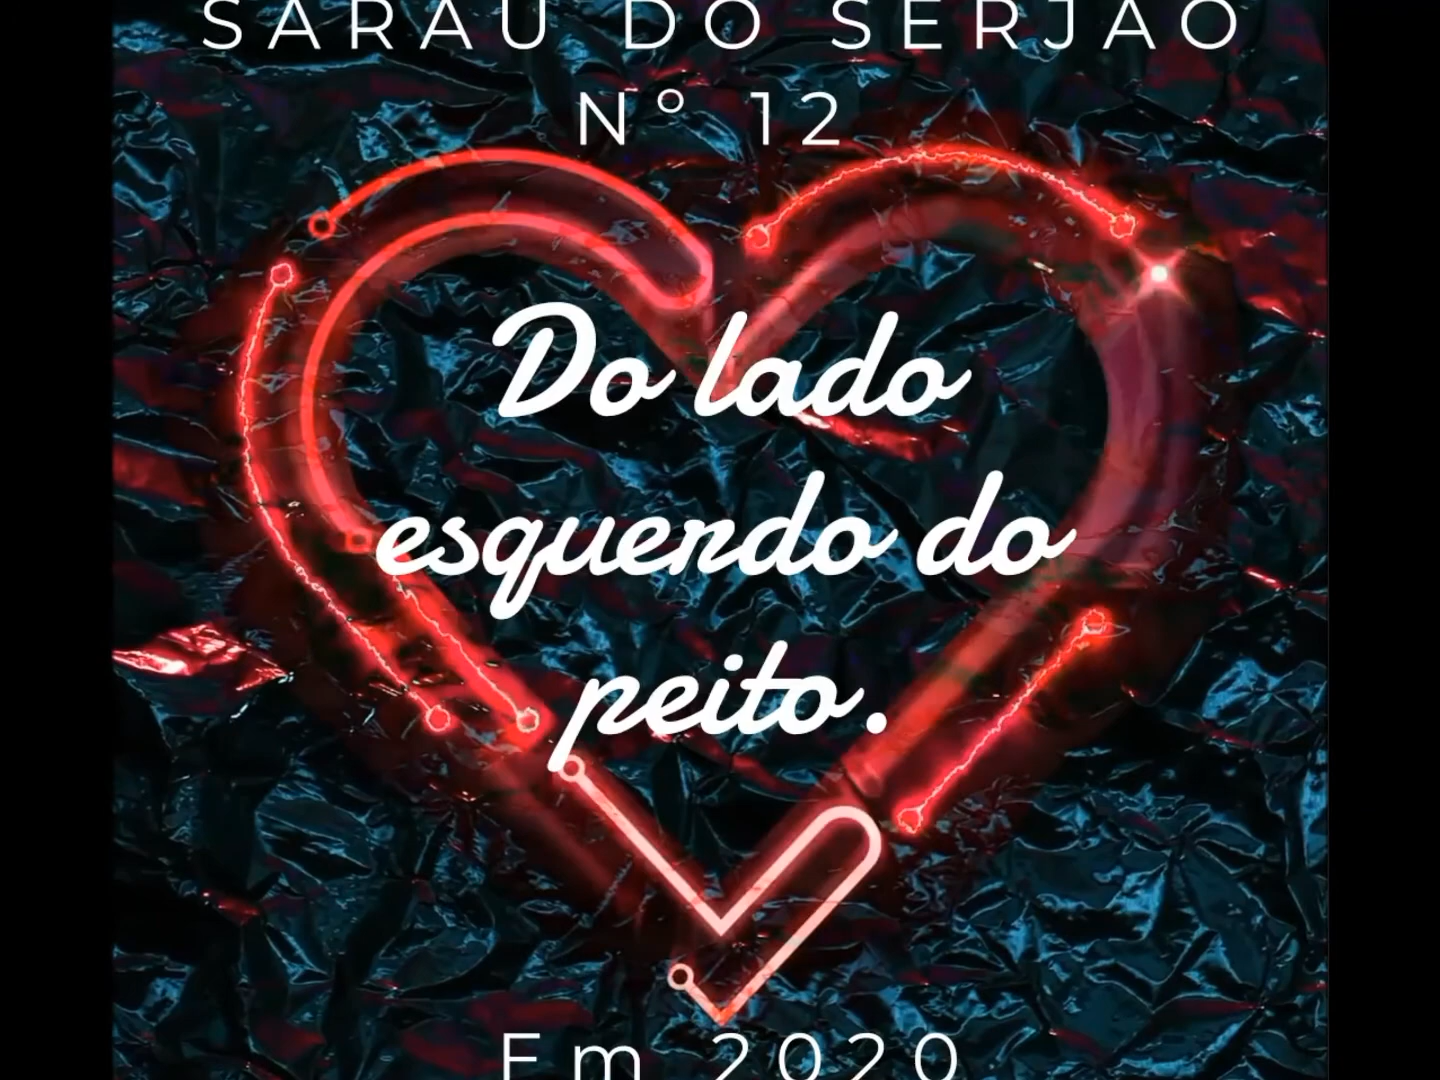 SARAU DO SERJÃO
Nº 12
Do lado
esquerdo do
peito.
Em 2020